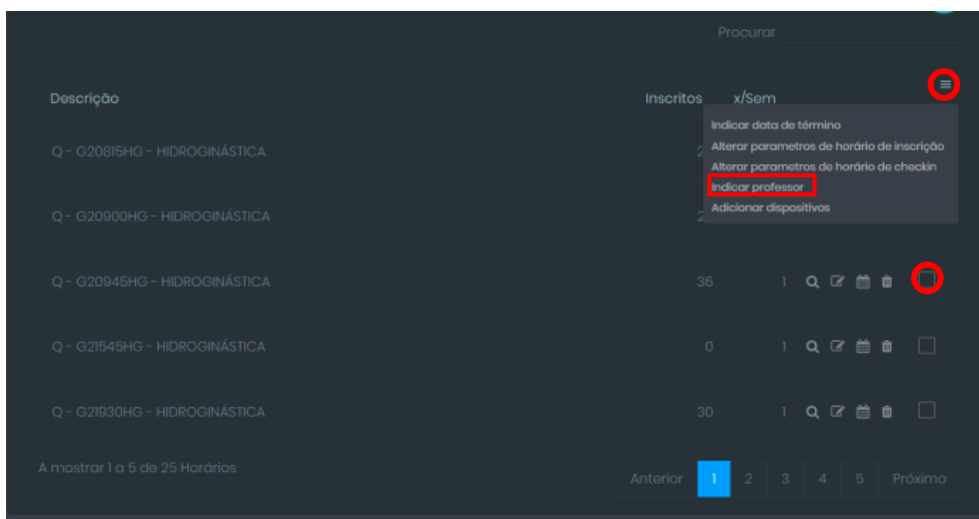 Procurar
Descrição Inscritos x/Sem
Indicar data de término
Alterar parametros de horário de inscrição
Alterar parametros de horário de checkin
Indicar professor
Adicionar dispositivos
Q - G20815HG - HIDROGINÁSTICA 2
Q - G20900HG - HIDROGINÁSTICA 2
Q - G20945HG - HIDROGINÁSTICA 36 1
Q - G21545HG - HIDROGINÁSTICA 0 1
Q - G21930HG - HIDROGINÁSTICA 30 1
A mostrar 1 a 5 de 25 Horários
Anterior 1 2 3 4 5 Próximo